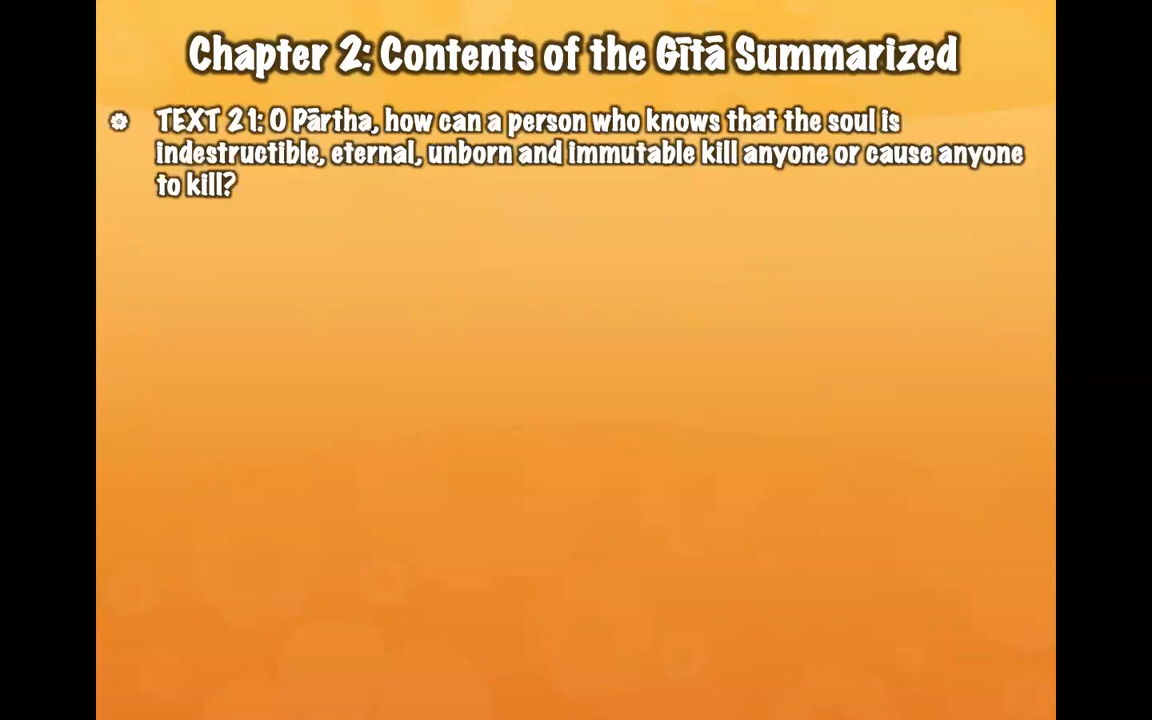 Chapter 2: Contents of the Gītā Summarized
TEXT 21: O Pārtha, how can a person who knows that the soul is
indestructible, eternal, unborn and immutable kill anyone or cause anyone
to kill?